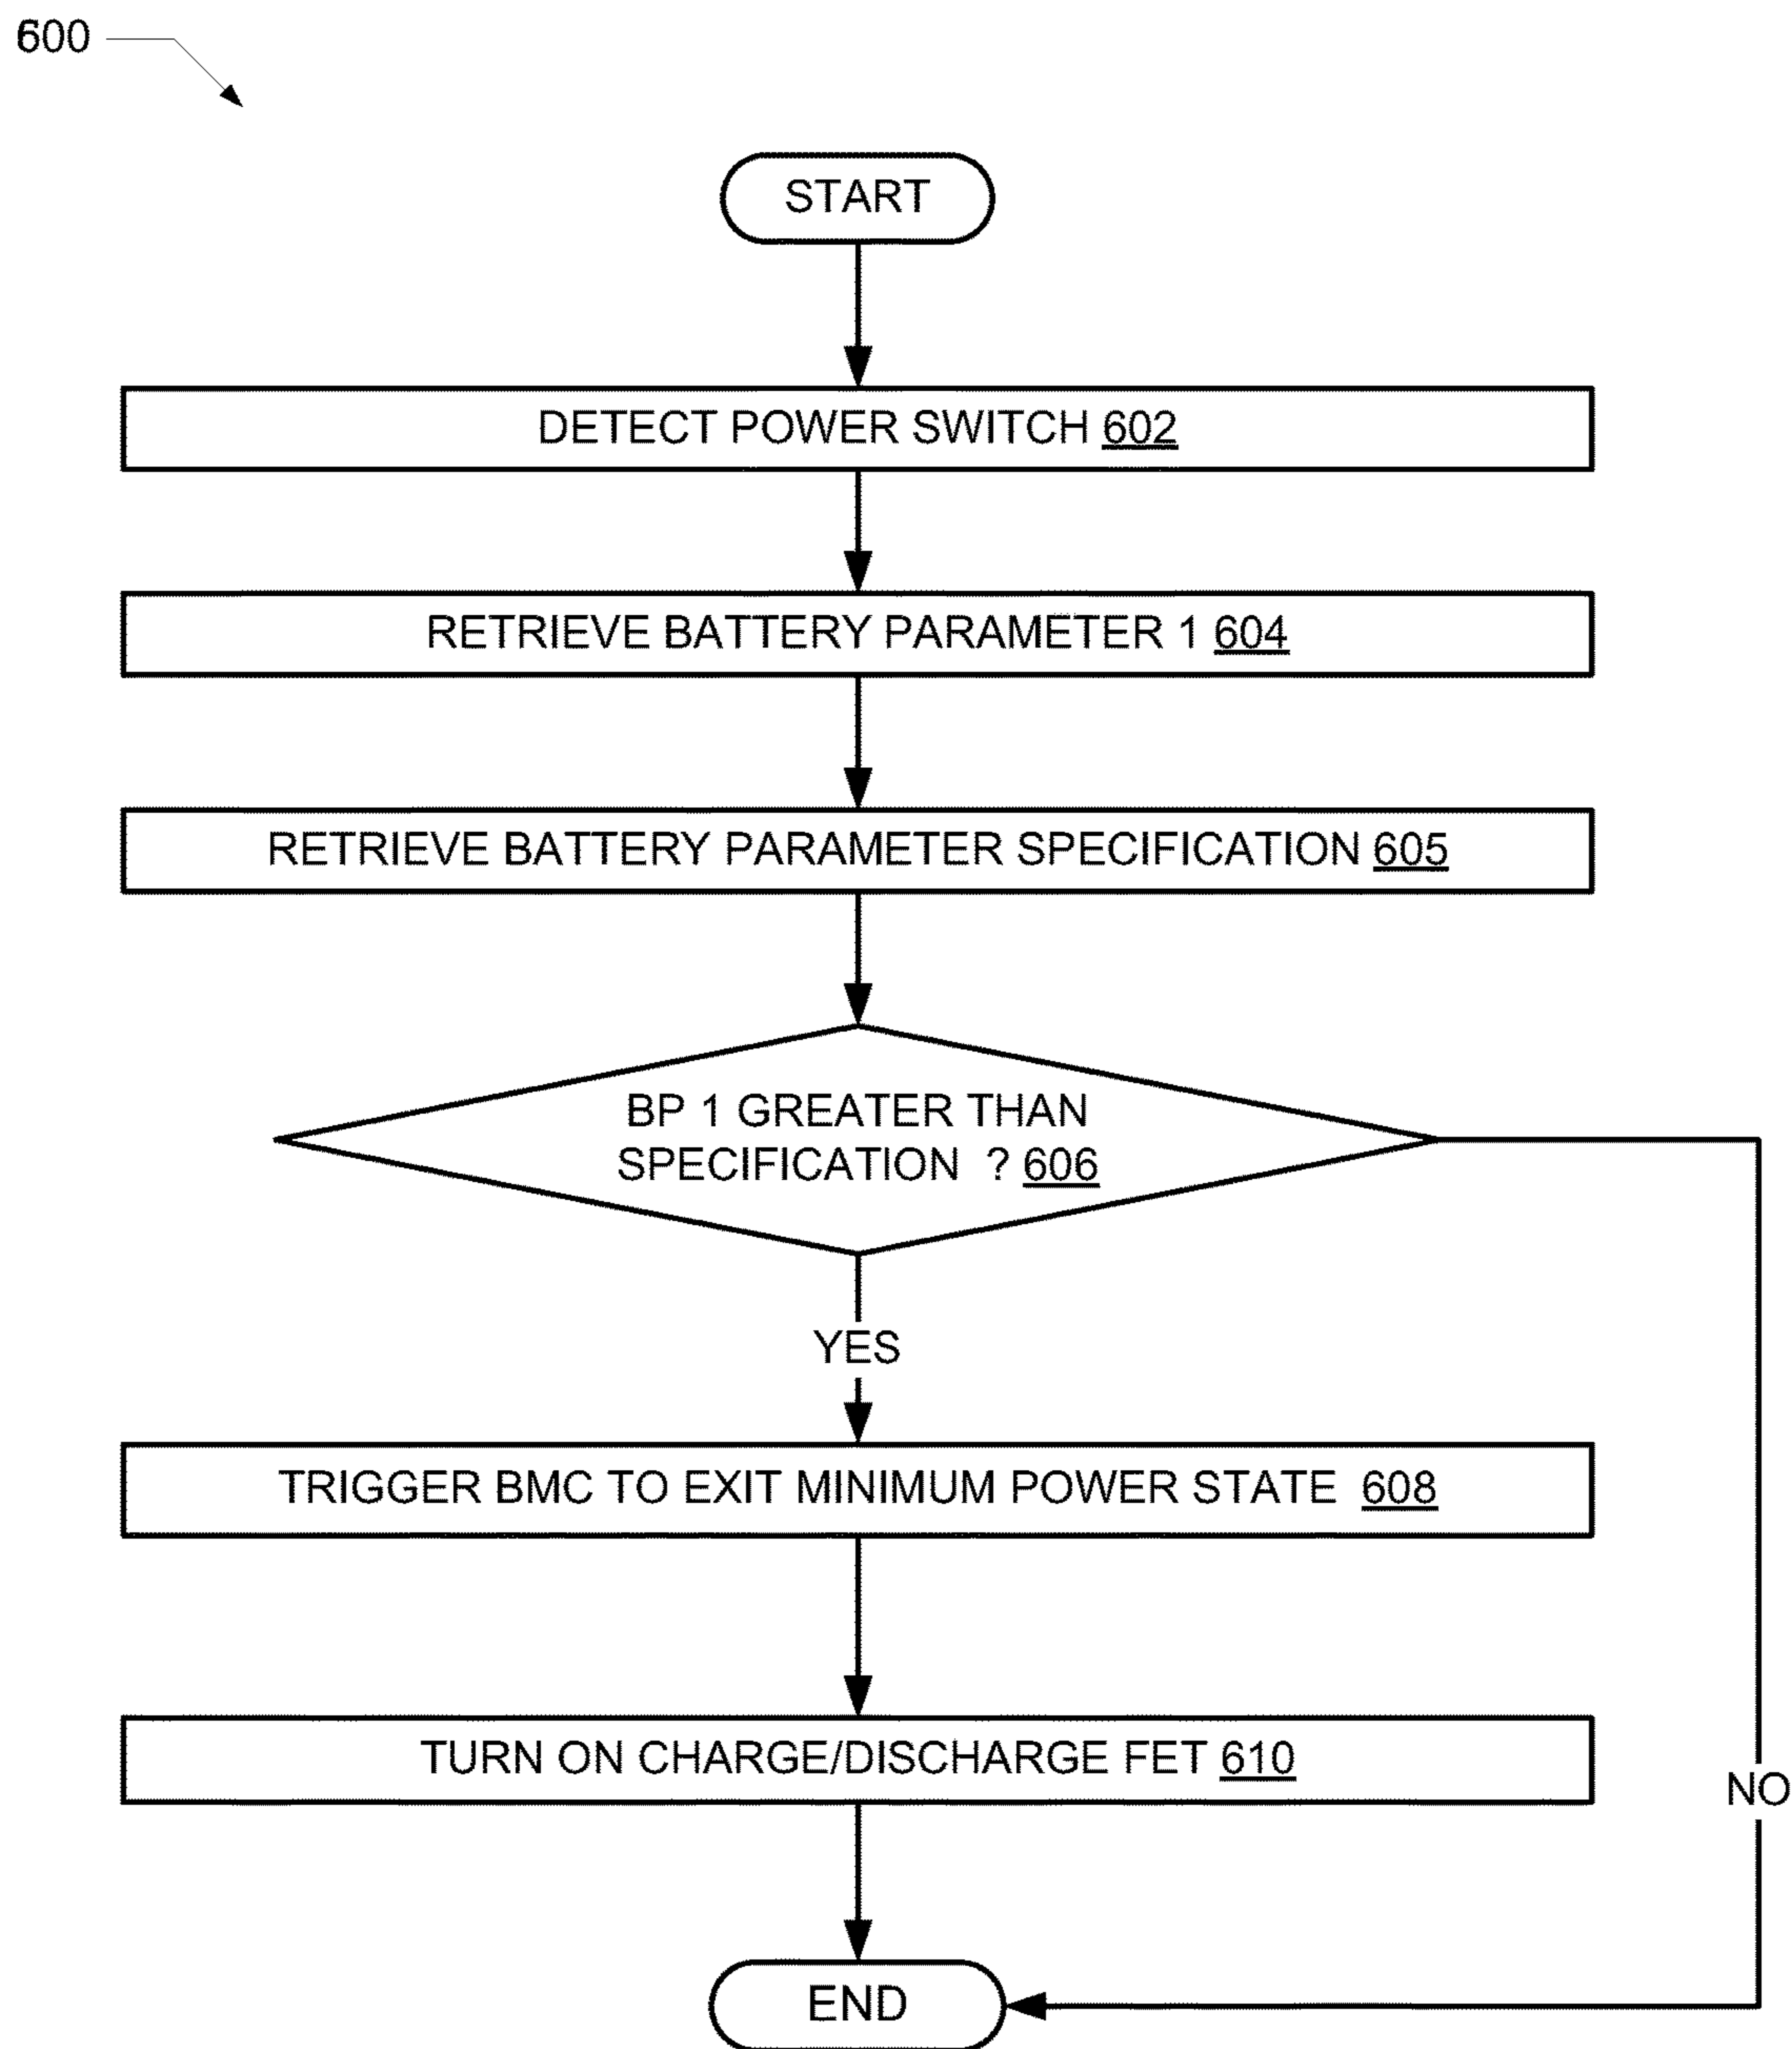 600
START
DETECT POWER SWITCH 602
RETRIEVE BATTERY PARAMETER 1 604
RETRIEVE BATTERY PARAMETER SPECIFICATION 605
BP 1 GREATER THAN
SPECIFICATION ? 606
YES
TRIGGER BMC TO EXIT MINIMUM POWER STATE 608
TURN ON CHARGE/DISCHARGE FET 610
NO
END